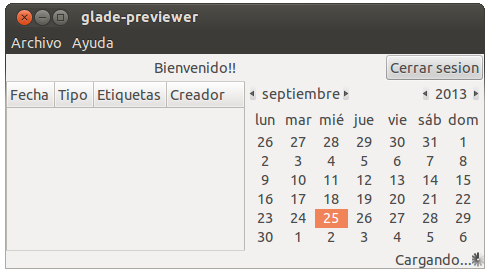 glade-previewer
Archivo Ayuda
Bienvenido!! Cerrar sesion
Fecha Tipo Etiquetas Creador
septiembre 2013
lun mar mié jue vie sáb dom
26 27 28 29 30 31 1
2 3 4 5 6 7 8
9 10 11 12 13 14 15
16 17 18 19 20 21 22
23 24 25 26 27 28 29
30 1 2 3 4 5 6
Cargando...